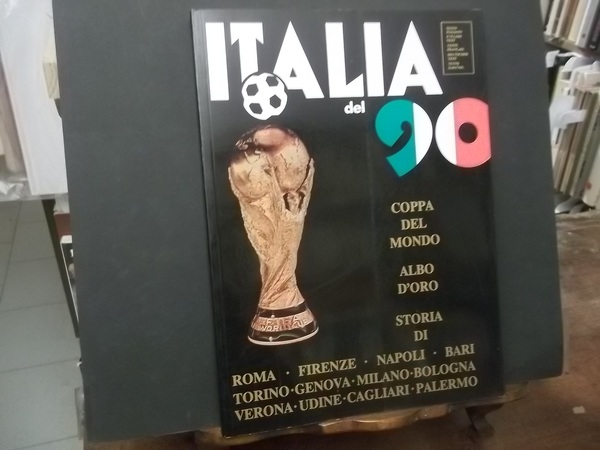 ITALIA
del
90
COPPA
DEL
MONDO
ALBO
D'ORO
STORIA
DI
ROMA · FIRENZE · NAPOLI · BARI
TORINO·GENOVA·MILANO·BOLOGNA
VERONA·UDINE·CAGLIARI·PALERMO